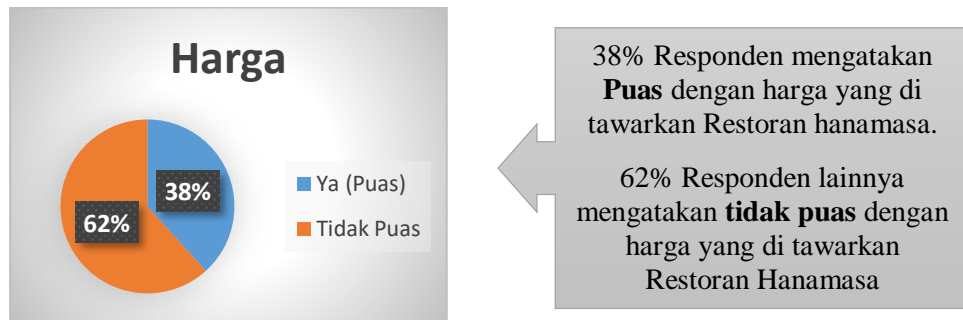 Harga
38%
62%
Ya (Puas)
Tidak Puas
38% Responden mengatakan
Puas dengan harga yang di
tawarkan Restoran hanamasa.
62% Responden lainnya
mengatakan tidak puas dengan
harga yang di tawarkan
Restoran Hanamasa